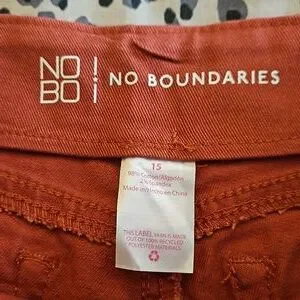 NO
BO
NO BOUNDARIES
15
98% Cotton/Algodón
2% Spandex
Made in/Hecho en China
THIS LABEL YARN IS MADE
OUT OF 100% RECYCLED
POLYESTER MATERIALS